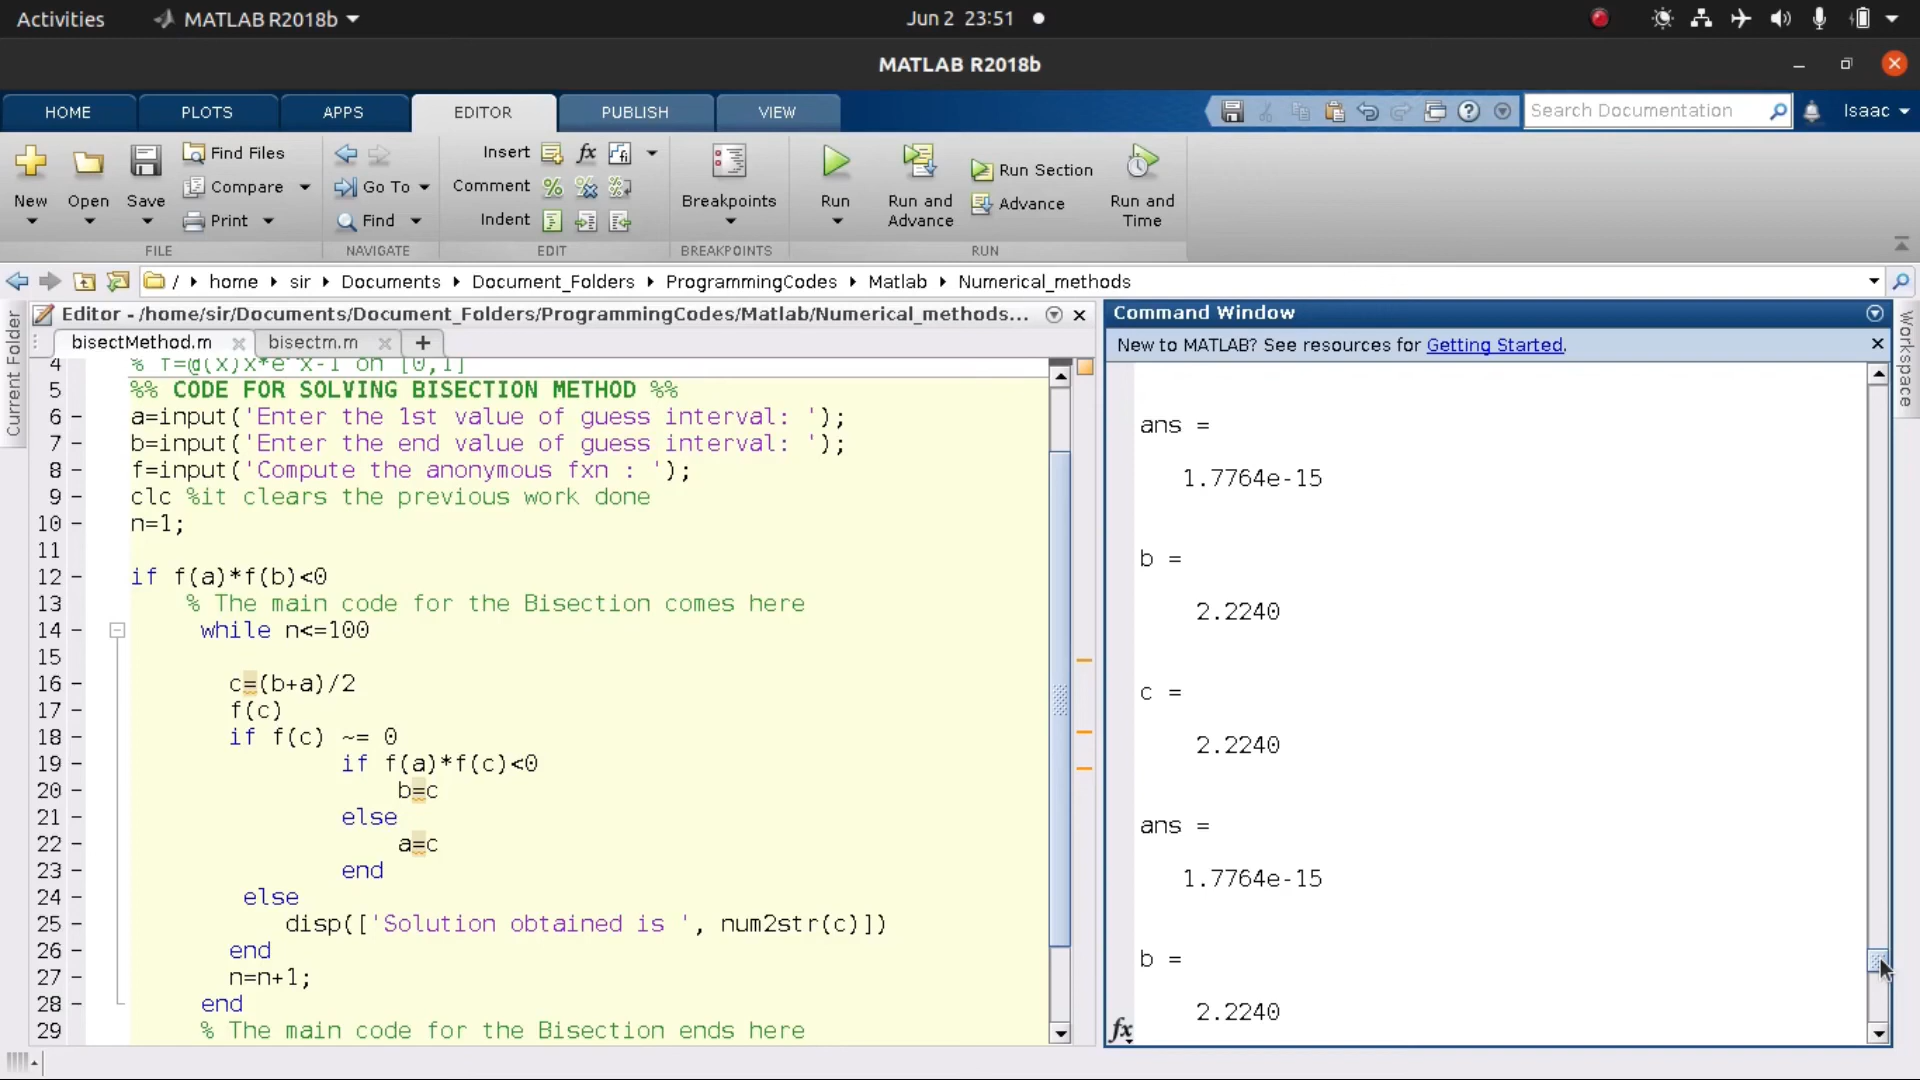 Activities MATLAB R2018b Jun 2 23:51
MATLAB R2018b
HOME PLOTS APPS EDITOR PUBLISH VIEW Search Documentation Isaac
New Open Save Find Files Compare Print
Go To Find
Insert fx Comment Indent
Breakpoints
Run Run and Advance Run Section Advance Run and Time
FILE NAVIGATE EDIT BREAKPOINTS RUN
/ home sir Documents Document_Folders ProgrammingCodes Matlab Numerical_methods
Current Folder
Editor - /home/sir/Documents/Document_Folders/ProgrammingCodes/Matlab/Numerical_methods...
bisectMethod.m bisectm.m +
4 % f=@(x)x*e^x-1 on [0,1]
5 %% CODE FOR SOLVING BISECTION METHOD %%
6 - a=input('Enter the 1st value of guess interval: ');
7 - b=input('Enter the end value of guess interval: ');
8 - f=input('Compute the anonymous fxn : ');
9 - clc %it clears the previous work done
10 - n=1;
11
12 - if f(a)*f(b)<0
13 % The main code for the Bisection comes here
14 - while n<=100
15
16 - c=(b+a)/2
17 - f(c)
18 - if f(c) ~= 0
19 - if f(a)*f(c)<0
20 - b=c
21 - else
22 - a=c
23 - end
24 - else
25 - disp(['Solution obtained is ', num2str(c)])
26 - end
27 - n=n+1;
28 - end
29 % The main code for the Bisection ends here
Command Window
New to MATLAB? See resources for Getting Started.
ans =
1.7764e-15
b =
2.2240
c =
2.2240
ans =
1.7764e-15
b =
2.2240
fx
Workspace